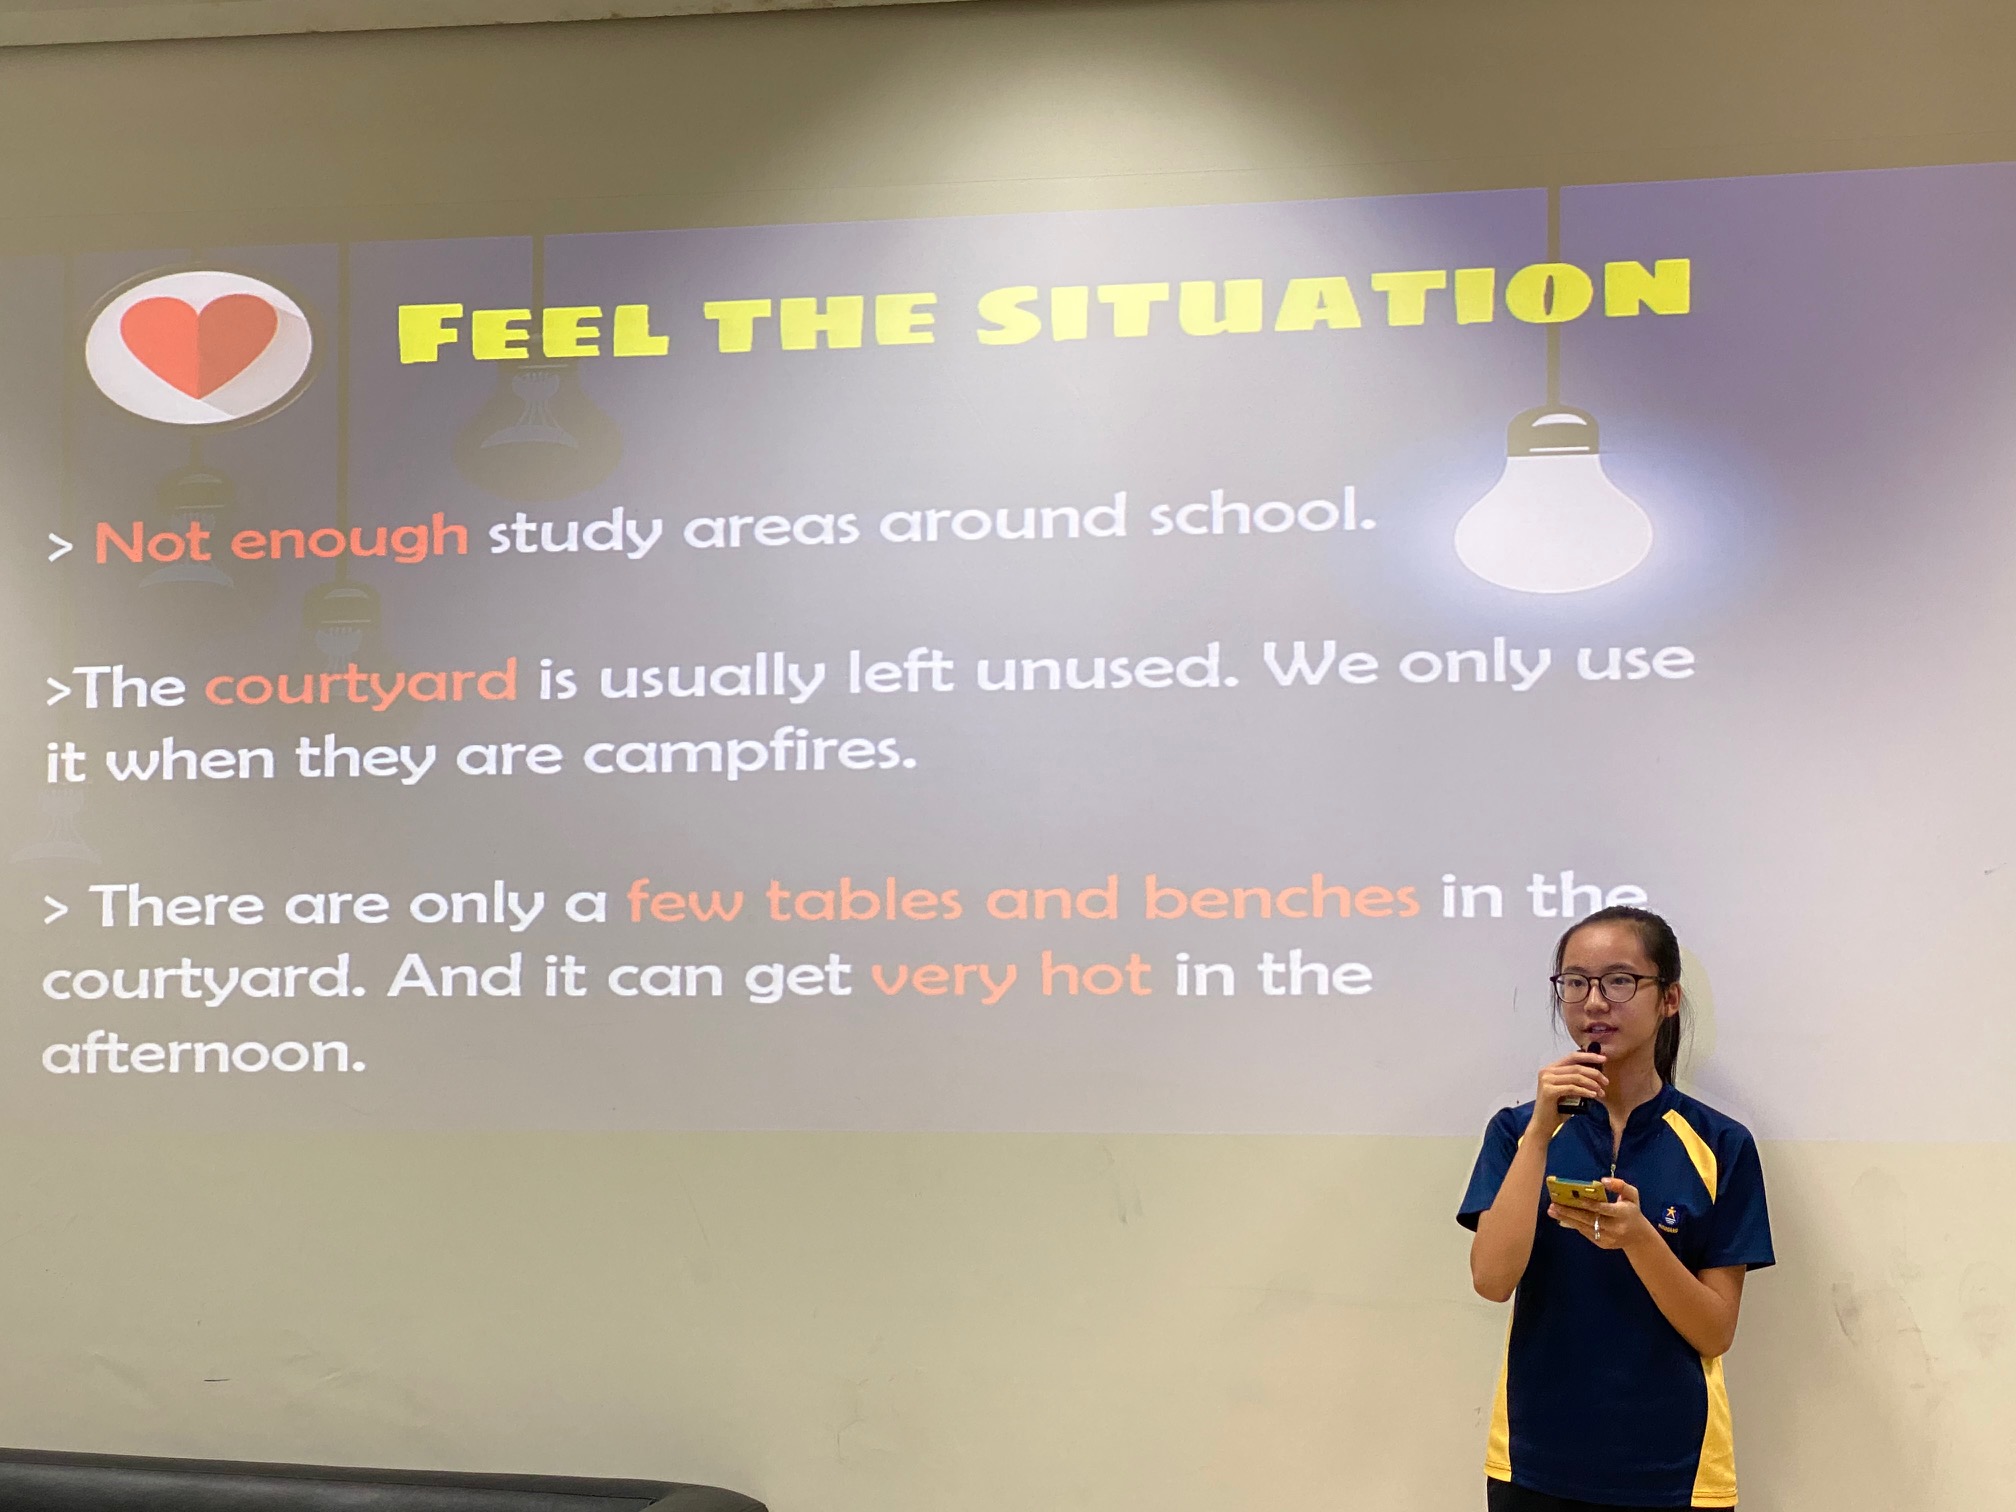 FEEL THE SITUATION
> Not enough study areas around school.
>The courtyard is usually left unused. We only use
it when they are campfires.
> There are only a few tables and benches in the
courtyard. And it can get very hot in the
afternoon.